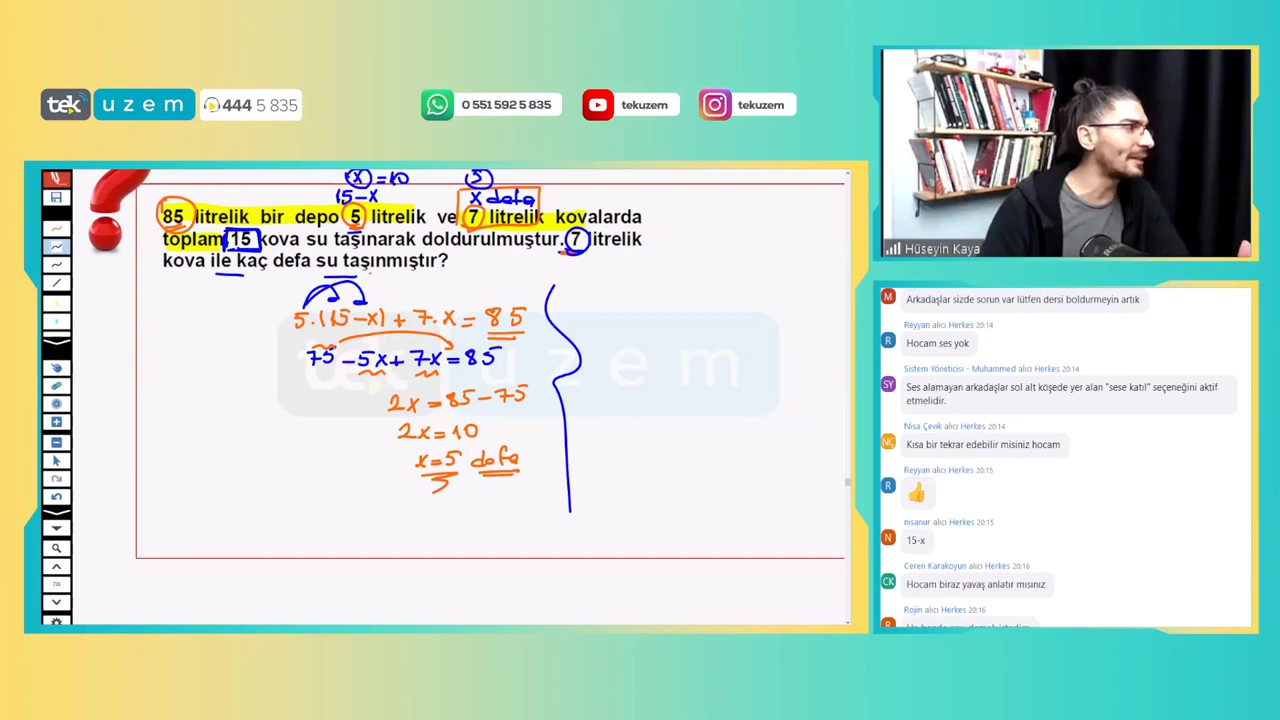 tek uzem 444 5 835
0 551 592 5 835
tekuzem
tekuzem
x = 10
15-x
5
x defa
85 litrelik bir depo 5 litrelik ve 7 litrelik kovalarda
toplam 15 kova su taşınarak doldurulmuştur. 7 litrelik
kova ile kaç defa su taşınmıştır?
5.(15-x) + 7.x = 85
75 - 5x + 7x = 85
2x = 85 - 75
2x = 10
x = 5 defa
tek uzem
Hüseyin Kaya
M
Arkadaşlar sizde sorun var lütfen dersi boldurmeyin artık
Reyyan alıcı Herkes 20:14
R
Hocam ses yok
Sistem Yöneticisi - Muhammed alıcı Herkes 20:14
SY
Ses alamayan arkadaşlar sol alt köşede yer alan "sese katıl" seçeneğini aktif
etmelidir.
Nisa Çevik alıcı Herkes 20:14
NÇ
Kısa bir tekrar edebilir misiniz hocam
Reyyan alıcı Herkes 20:15
R
nisanur alıcı Herkes 20:15
N
15-x
Ceren Karakoyun alıcı Herkes 20:16
CK
Hocam biraz yavaş anlatır mısınız
Rojin alıcı Herkes 20:16
R